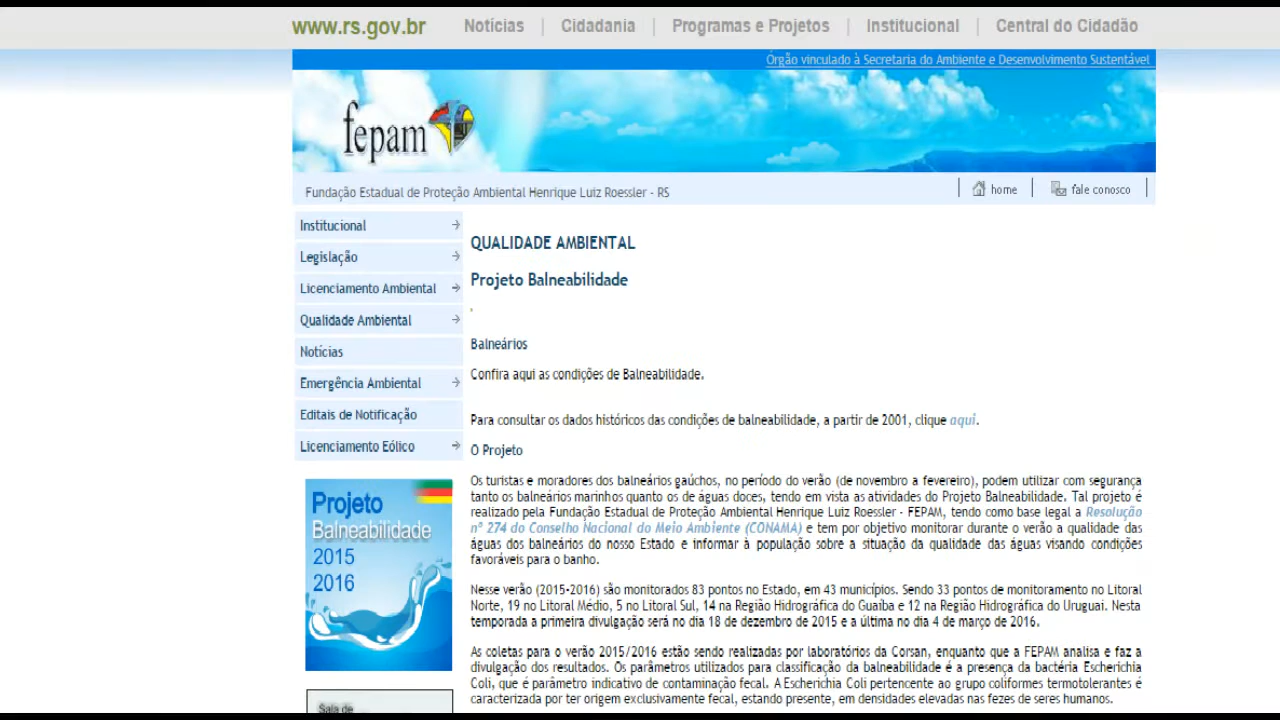 www.rs.gov.br Notícias | Cidadania | Programas e Projetos | Institucional | Central do Cidadão
Órgão vinculado à Secretaria do Ambiente e Desenvolvimento Sustentável
fepam
Fundação Estadual de Proteção Ambiental Henrique Luiz Roessler - RS
home
fale conosco
Institucional
Legislação
Licenciamento Ambiental
Qualidade Ambiental
Notícias
Emergência Ambiental
Editais de Notificação
Licenciamento Eólico
Projeto
Balneabilidade
2015
2016
Sala de
QUALIDADE AMBIENTAL
Projeto Balneabilidade
Balneários
Confira aqui as condições de Balneabilidade.
Para consultar os dados históricos das condições de balneabilidade, a partir de 2001, clique aqui.
O Projeto
Os turistas e moradores dos balneários gaúchos, no período do verão (de novembro a fevereiro), podem utilizar com segurança
tanto os balneários marinhos quanto os de águas doces, tendo em vista as atividades do Projeto Balneabilidade. Tal projeto é
realizado pela Fundação Estadual de Proteção Ambiental Henrique Luiz Roessler - FEPAM, tendo como base legal a Resolução
nº 274 do Conselho Nacional do Meio Ambiente (CONAMA) e tem por objetivo monitorar durante o verão a qualidade das
águas dos balneários do nosso Estado e informar à população sobre a situação da qualidade das águas visando condições
favoráveis para o banho.
Nesse verão (2015-2016) são monitorados 83 pontos no Estado, em 43 municípios. Sendo 33 pontos de monitoramento no Litoral
Norte, 19 no Litoral Médio, 5 no Litoral Sul, 14 na Região Hidrográfica do Guaíba e 12 na Região Hidrográfica do Uruguai. Nesta
temporada a primeira divulgação será no dia 18 de dezembro de 2015 e a última no dia 4 de março de 2016.
As coletas para o verão 2015/2016 estão sendo realizadas por laboratórios da Corsan, enquanto que a FEPAM analisa e faz a
divulgação dos resultados. Os parâmetros utilizados para classificação da balneabilidade é a presença da bactéria Escherichia
Coli, que é parâmetro indicativo de contaminação fecal. A Escherichia Coli pertencente ao grupo coliformes termotolerantes é
caracterizada por ter origem exclusivamente fecal, estando presente, em densidades elevadas nas fezes de seres humanos.